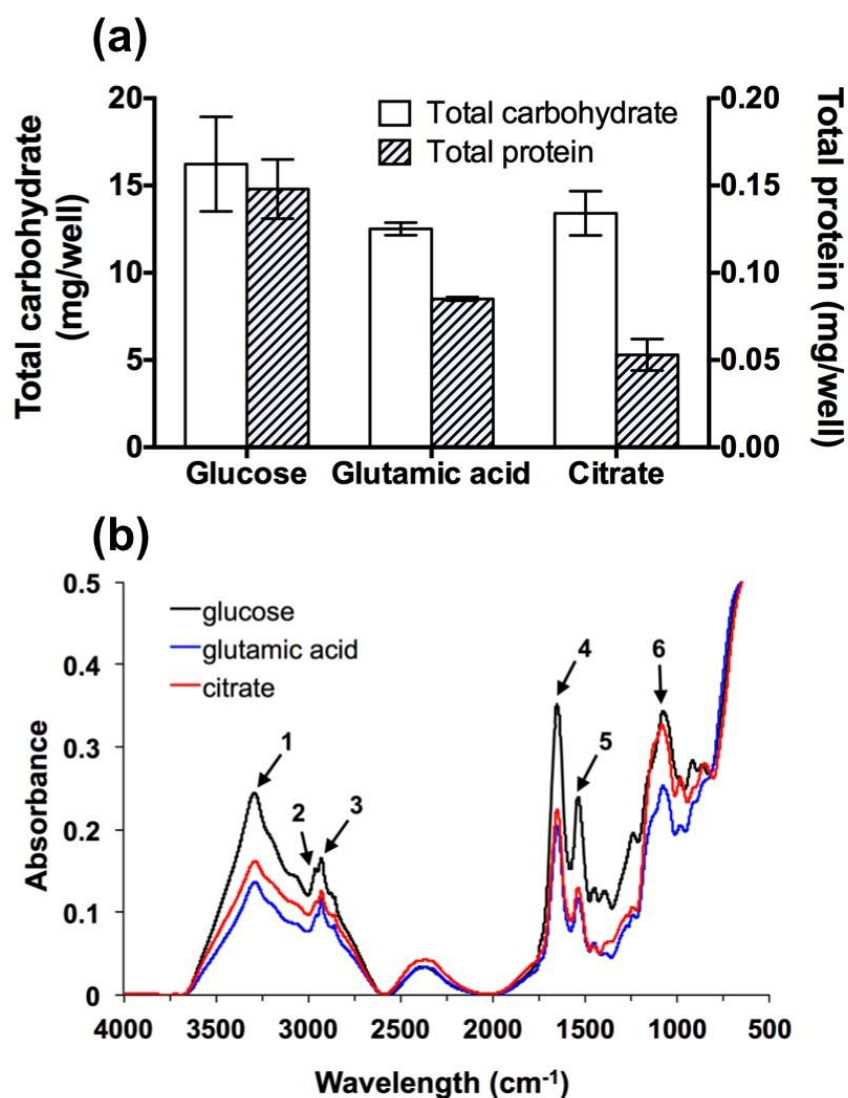 (a)
Total carbohydrate
(mg/well)
20
15
10
5
0
Total carbohydrate
Total protein
0.20
0.15
0.10
0.05
0.00
Total protein (mg/well)
Glucose
Glutamic acid
Citrate
(b)
Absorbance
0.5
0.4
0.3
0.2
0.1
0
glucose
glutamic acid
citrate
1
2
3
4
5
6
4000
3500
3000
2500
2000
1500
1000
500
Wavelength (cm⁻¹)